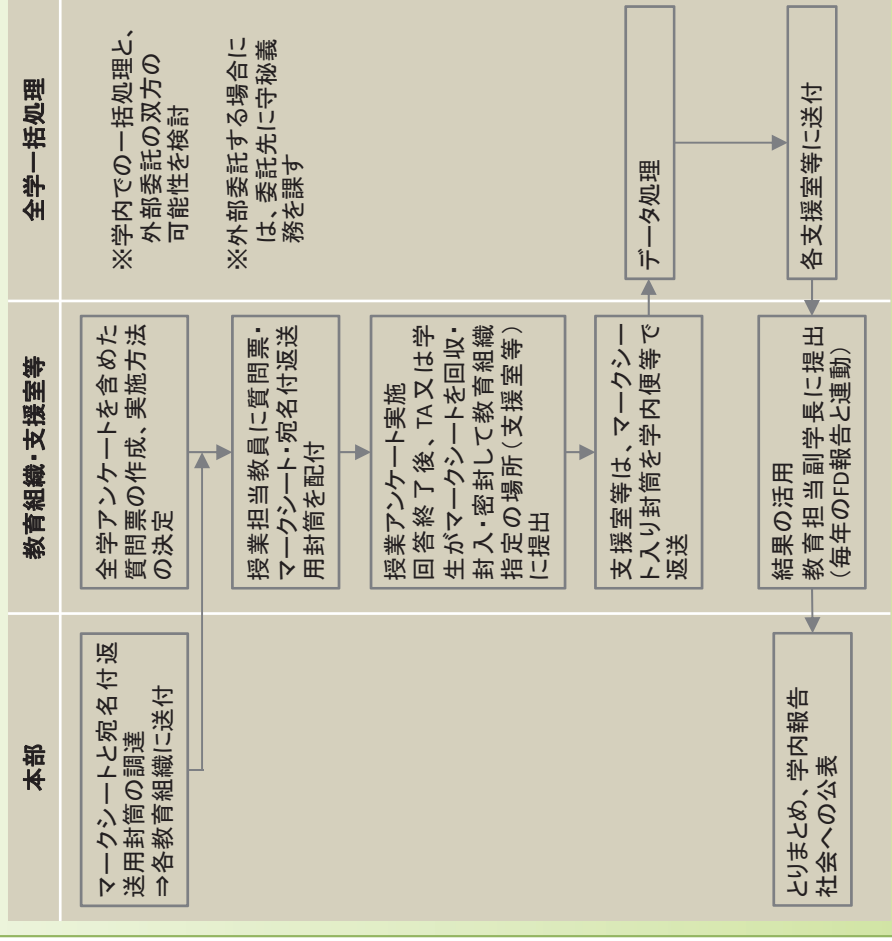 本部
教育組織・支援室等
全学一括処理
マークシートと宛名付返
送用封筒の調達
⇒各教育組織に送付
全学アンケートを含めた
質問票の作成、実施方法
の決定
授業担当教員に質問票・
マークシート・宛名付返送
用封筒を配付
授業アンケート実施
回答終了後、TA又は学
生がマークシートを回収・
封入・密封して教育組織
指定の場所（支援室等）
に提出
支援室等は、マークシー
ト入り封筒を学内便等で
返送
※学内での一括処理と、
外部委託の双方の
可能性を検討
※外部委託する場合に
は、委託先に守秘義
務を課す
データ処理
各支援室等に送付
結果の活用
教育担当副学長に提出
（毎年のFD報告と連動）
とりまとめ、学内報告
社会への公表